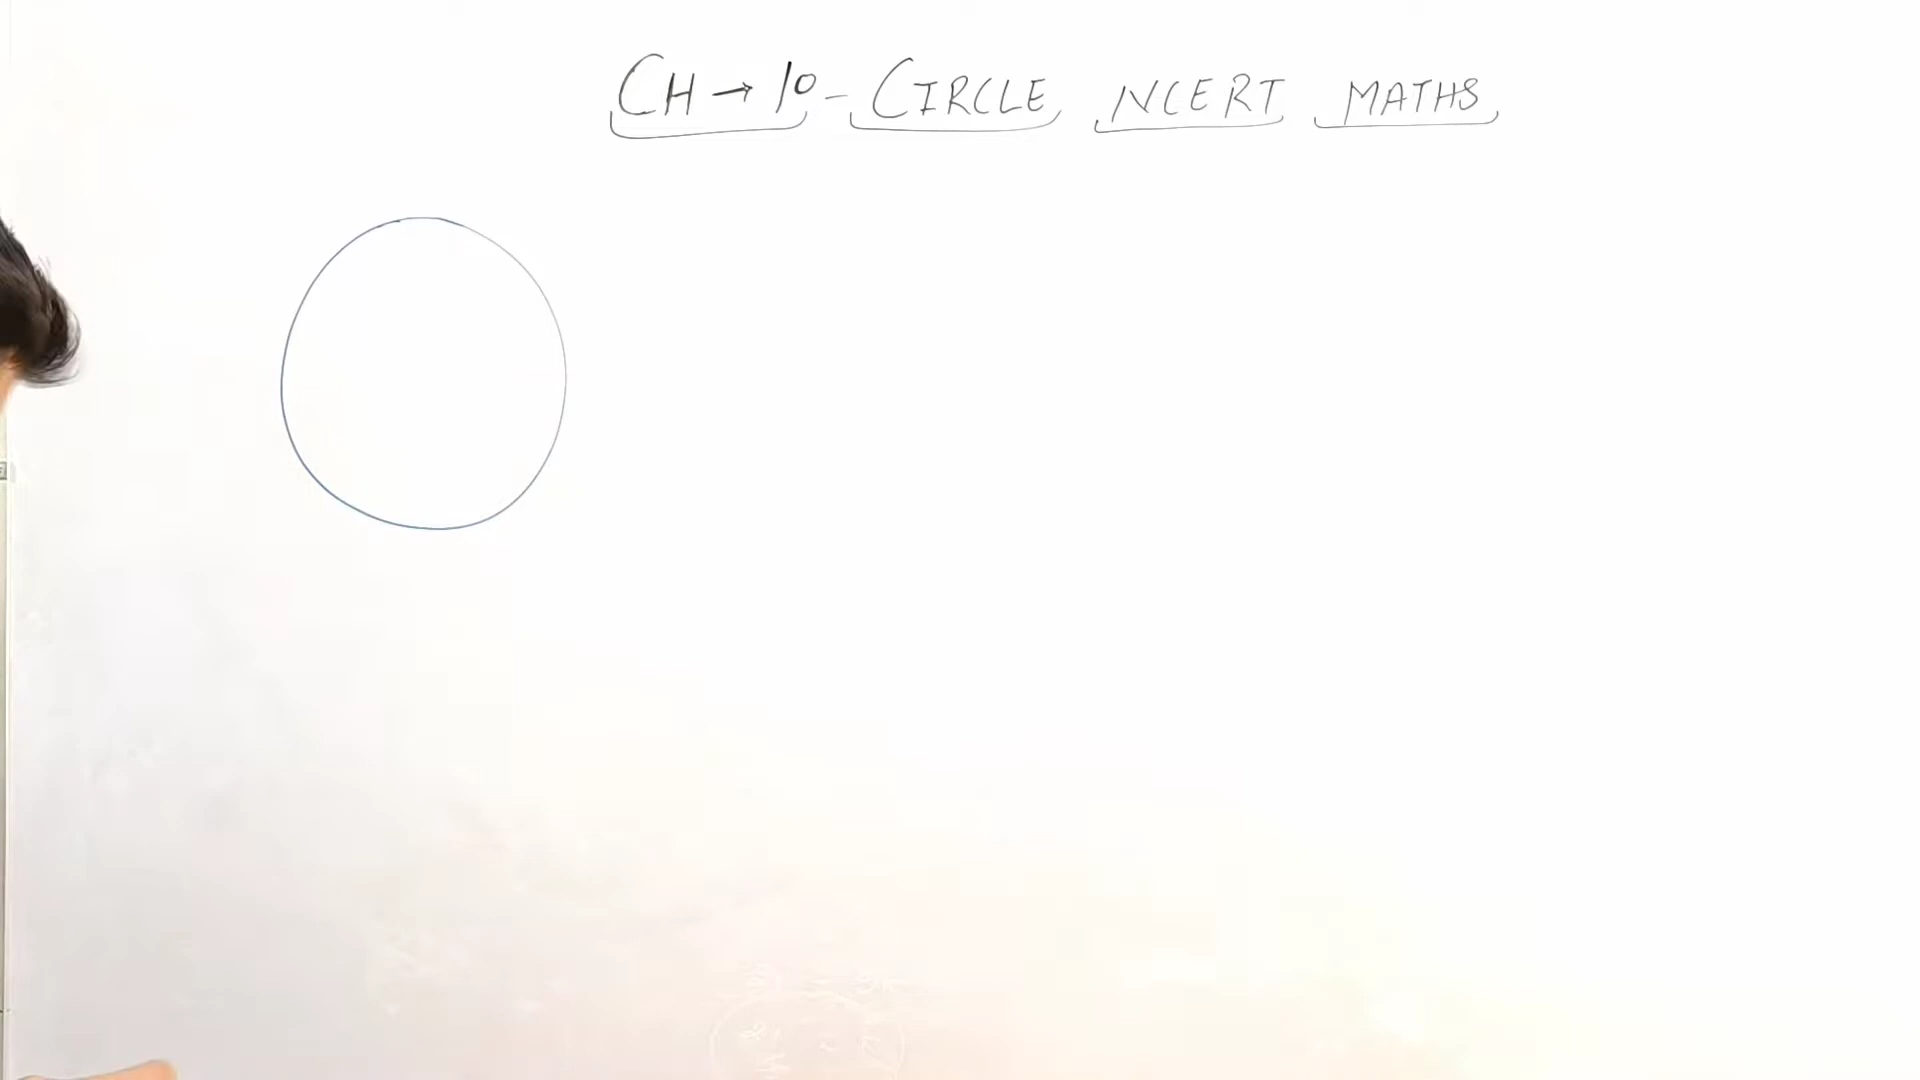 CH → 10 - CIRCLE NCERT MATHS